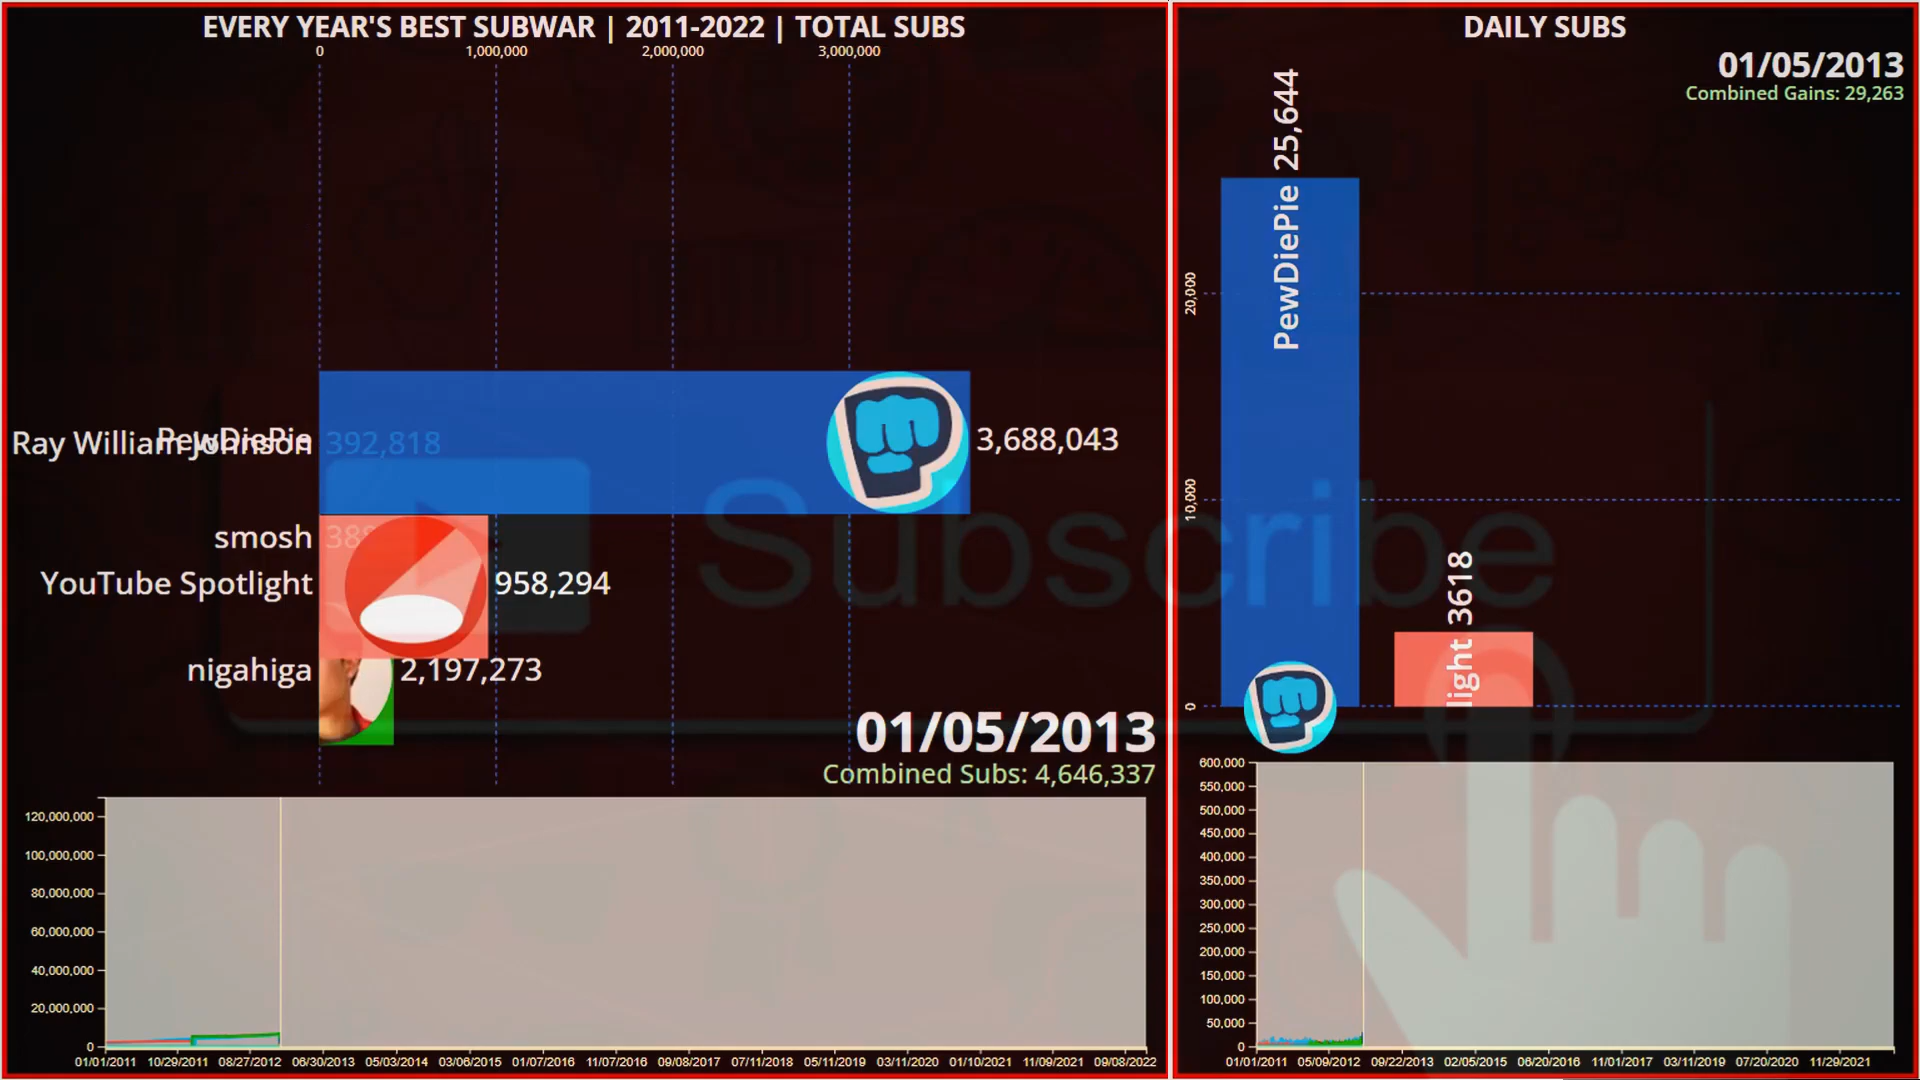 EVERY YEAR'S BEST SUBWAR | 2011-2022 | TOTAL SUBS
0 1,000,000 2,000,000 3,000,000
PewDiePie 3,688,043
Ray William Johnson 392,818
smosh
YouTube Spotlight 958,294
nigahiga 2,197,273
01/05/2013
Combined Subs: 4,646,337
120,000,000
100,000,000
80,000,000
60,000,000
40,000,000
20,000,000
0
01/01/2011 10/29/2011 08/27/2012 06/30/2013 05/03/2014 03/06/2015 01/07/2016 11/07/2016 09/08/2017 07/11/2018 05/11/2019 03/11/2020 01/10/2021 11/09/2021 09/08/2022
DAILY SUBS
01/05/2013
Combined Gains: 29,263
20,000
10,000
0
PewDiePie 25,644
light 3618
Subscribe
600,000
550,000
500,000
450,000
400,000
350,000
300,000
250,000
200,000
150,000
100,000
50,000
0
01/01/2011 05/09/2012 09/22/2013 02/05/2015 06/20/2016 11/01/2017 03/11/2019 07/20/2020 11/29/2021